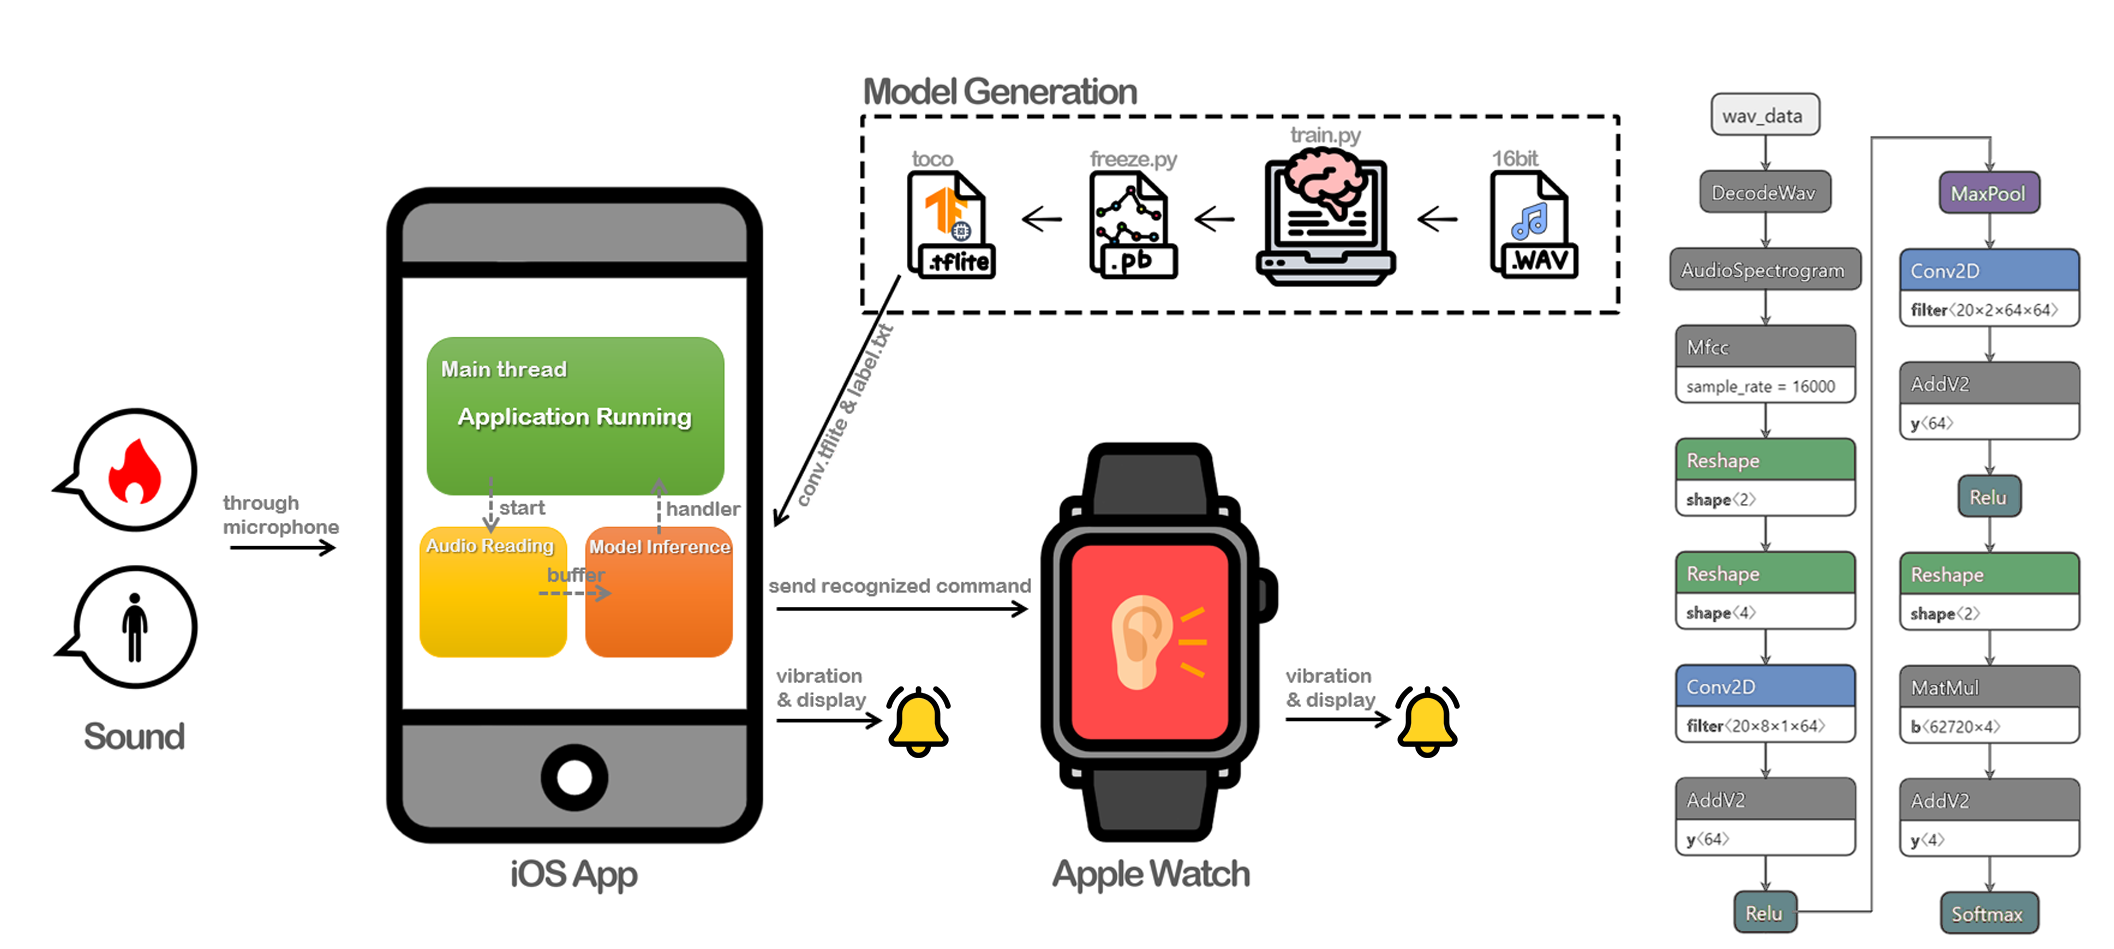 Model Generation
toco
freeze.py
train.py
16bit
.tflite
.pb
.WAV
conv.tflite & label.txt
Main thread
Application Running
start
handler
Audio Reading
Model Inference
buffer
through
microphone
Sound
iOS App
send recognized command
vibration
& display
Apple Watch
vibration
& display
wav_data
DecodeWav
AudioSpectrogram
Mfcc
sample_rate = 16000
Reshape
shape⟨2⟩
Reshape
shape⟨4⟩
Conv2D
filter⟨20×8×1×64⟩
AddV2
y⟨64⟩
Relu
MaxPool
Conv2D
filter⟨20×2×64×64⟩
AddV2
y⟨64⟩
Relu
Reshape
shape⟨2⟩
MatMul
b⟨62720×4⟩
AddV2
y⟨4⟩
Softmax